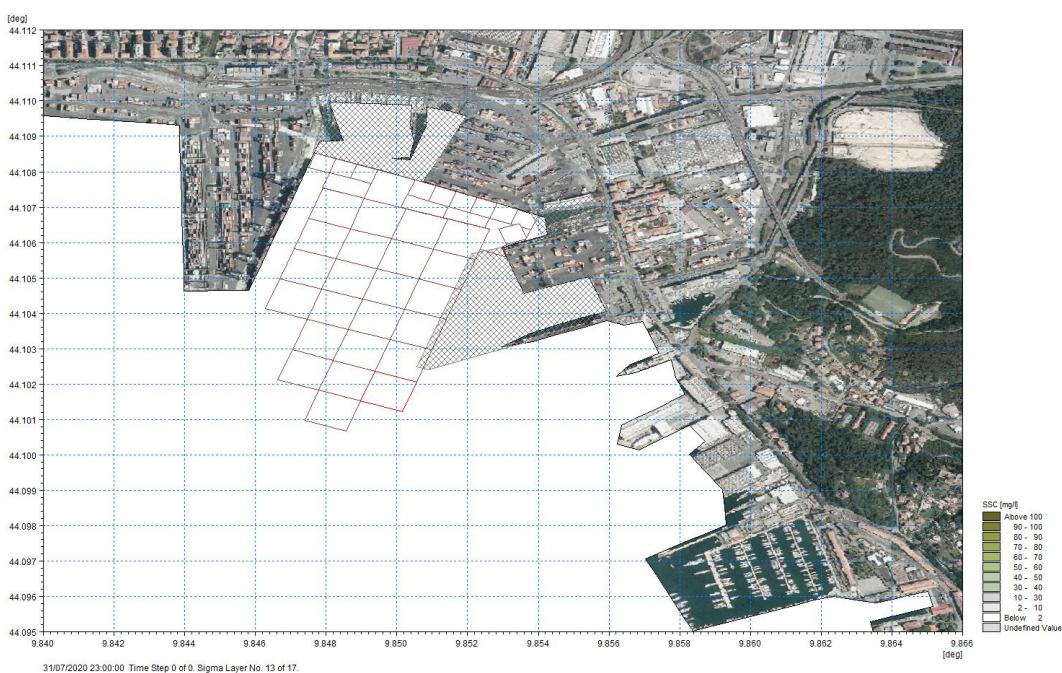 [deg]
44.112
44.111
44.110
44.109
44.108
44.107
44.106
44.105
44.104
44.103
44.102
44.101
44.100
44.099
44.098
44.097
44.096
44.095
9.840 9.842 9.844 9.846 9.848 9.850 9.852 9.854 9.856 9.858 9.860 9.862 9.864 9.866
[deg]
SSC [mg/l]
Above 100
90 - 100
80 - 90
70 - 80
60 - 70
50 - 60
40 - 50
30 - 40
10 - 30
2 - 10
Below 2
Undefined Value
31/07/2020 23:00:00 Time Step 0 of 0. Sigma Layer No. 13 of 17.